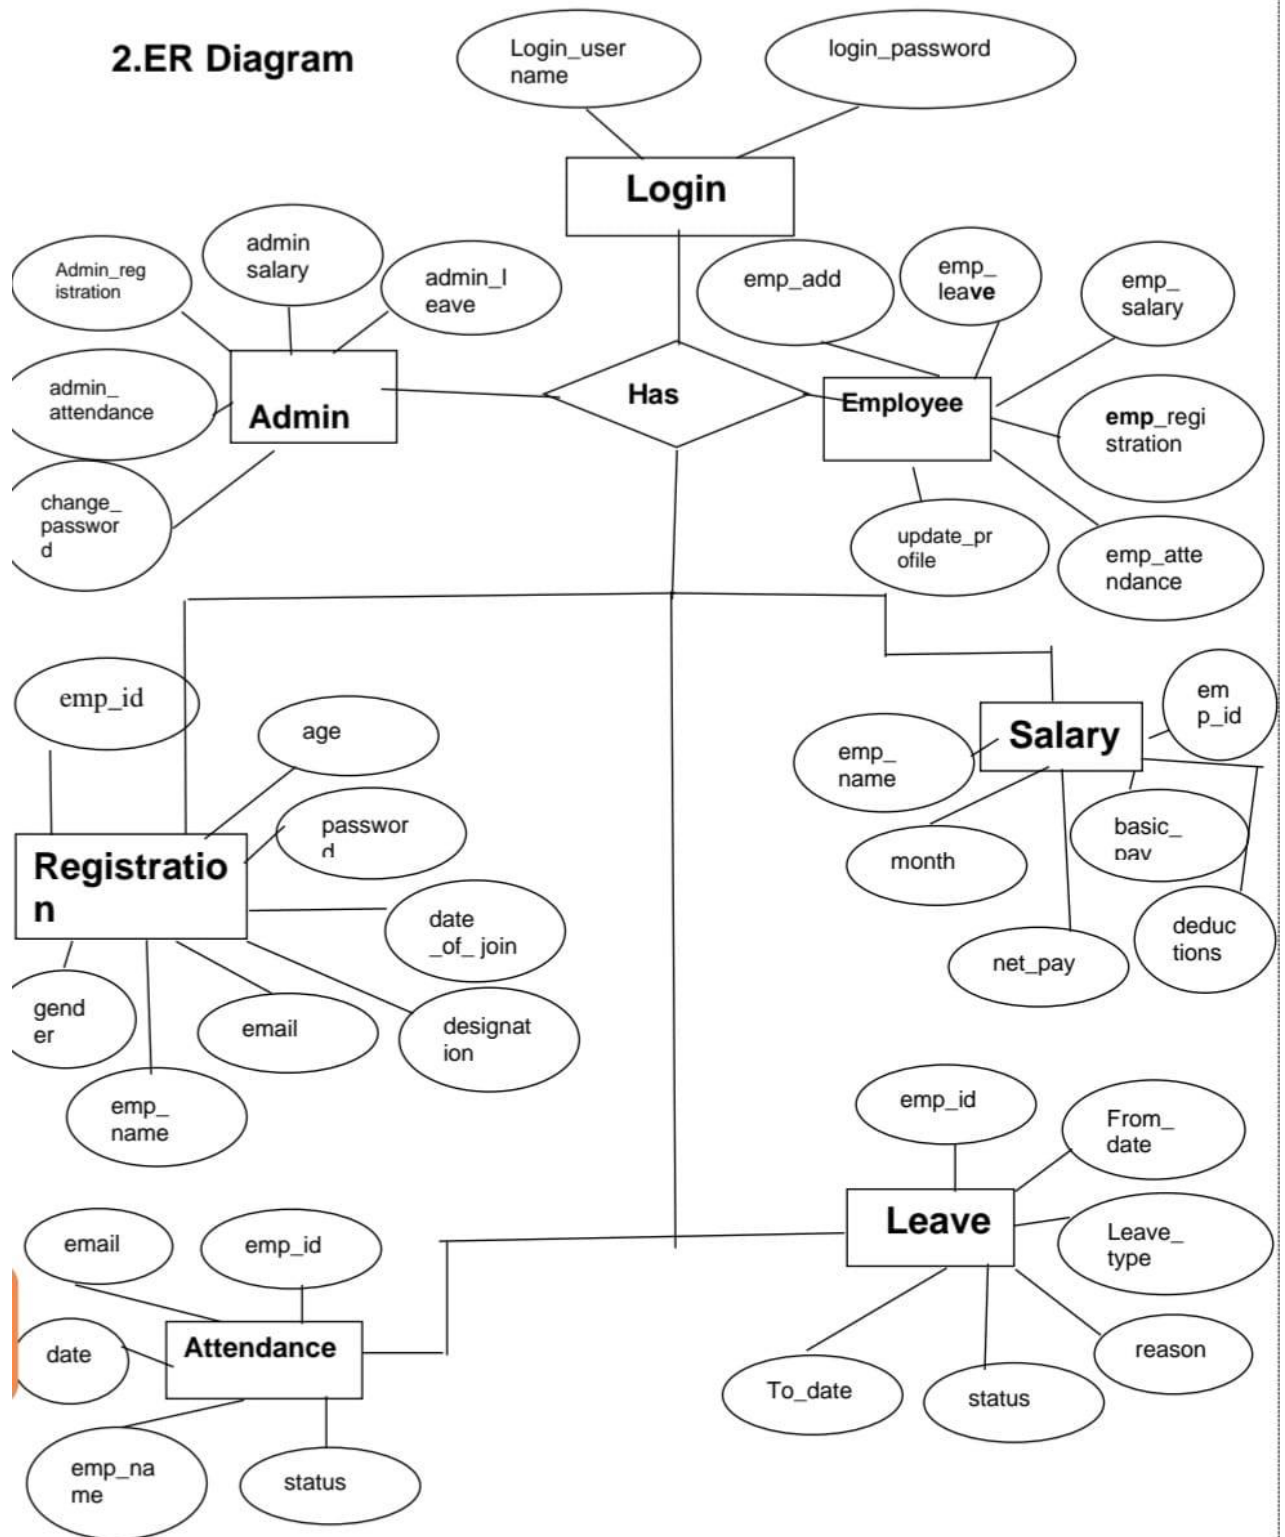 2.ER Diagram
Login_user
name
login_password
Login
Admin_reg
istration
admin
salary
admin_l
eave
emp_add
emp_
leave
emp_
salary
admin_
attendance
Admin
Has
Employee
emp_regi
stration
change_
passwor
d
update_pr
ofile
emp_atte
ndance
emp_id
age
passwor
d
Registratio
n
date
_of_ join
gend
er
email
designat
ion
emp_
name
Salary
em
p_id
emp_
name
month
basic_
pay
net_pay
deduc
tions
emp_id
From_
date
Leave
Leave_
type
reason
To_date
status
email
emp_id
date
Attendance
emp_na
me
status